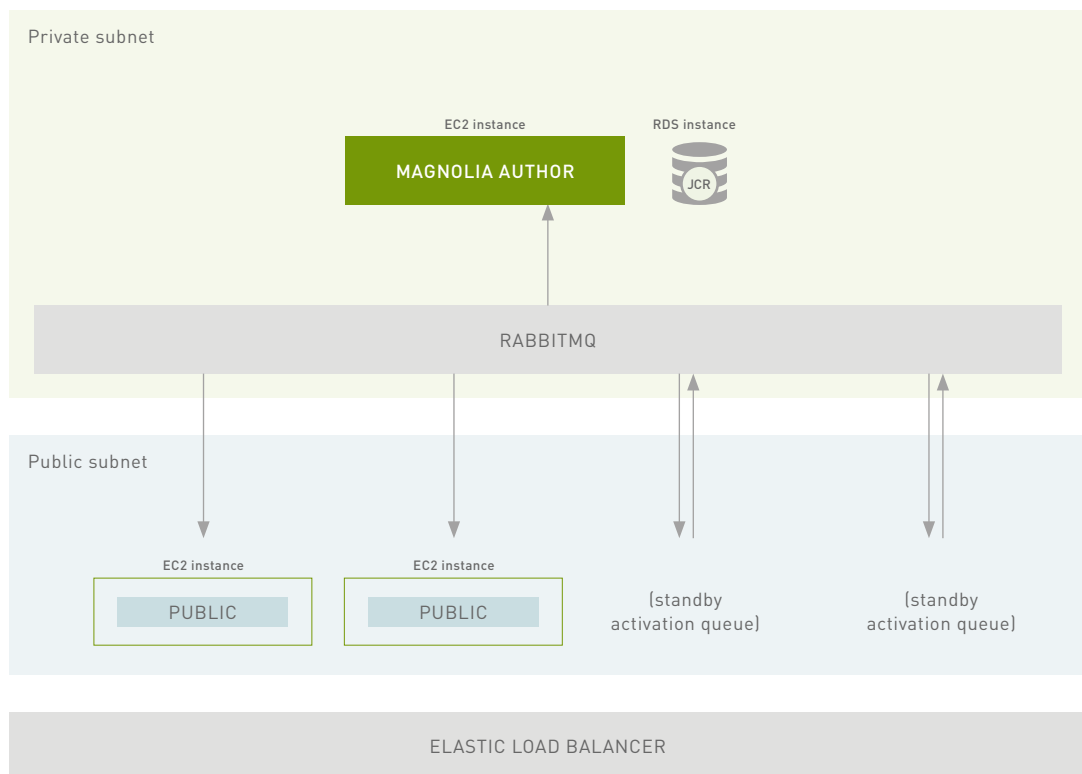 Private subnet
EC2 instance
RDS instance
MAGNOLIA AUTHOR
JCR
RABBITMQ
Public subnet
EC2 instance
EC2 instance
PUBLIC
PUBLIC
(standby
activation queue)
(standby
activation queue)
ELASTIC LOAD BALANCER